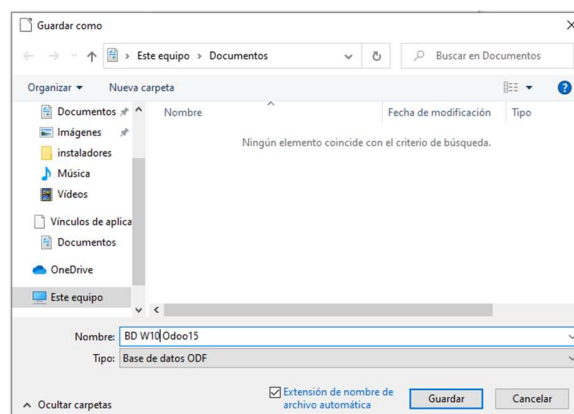 Guardar como
Este equipo > Documentos
Buscar en Documentos
Organizar
Nueva carpeta
?
Documentos
Imágenes
instaladores
Música
Vídeos
Vínculos de aplica
Documentos
OneDrive
Este equipo
Nombre
Fecha de modificación
Tipo
Ningún elemento coincide con el criterio de búsqueda.
Nombre: BD W10 Odoo15
Tipo: Base de datos ODF
Extensión de nombre de
archivo automática
Guardar
Cancelar
Ocultar carpetas